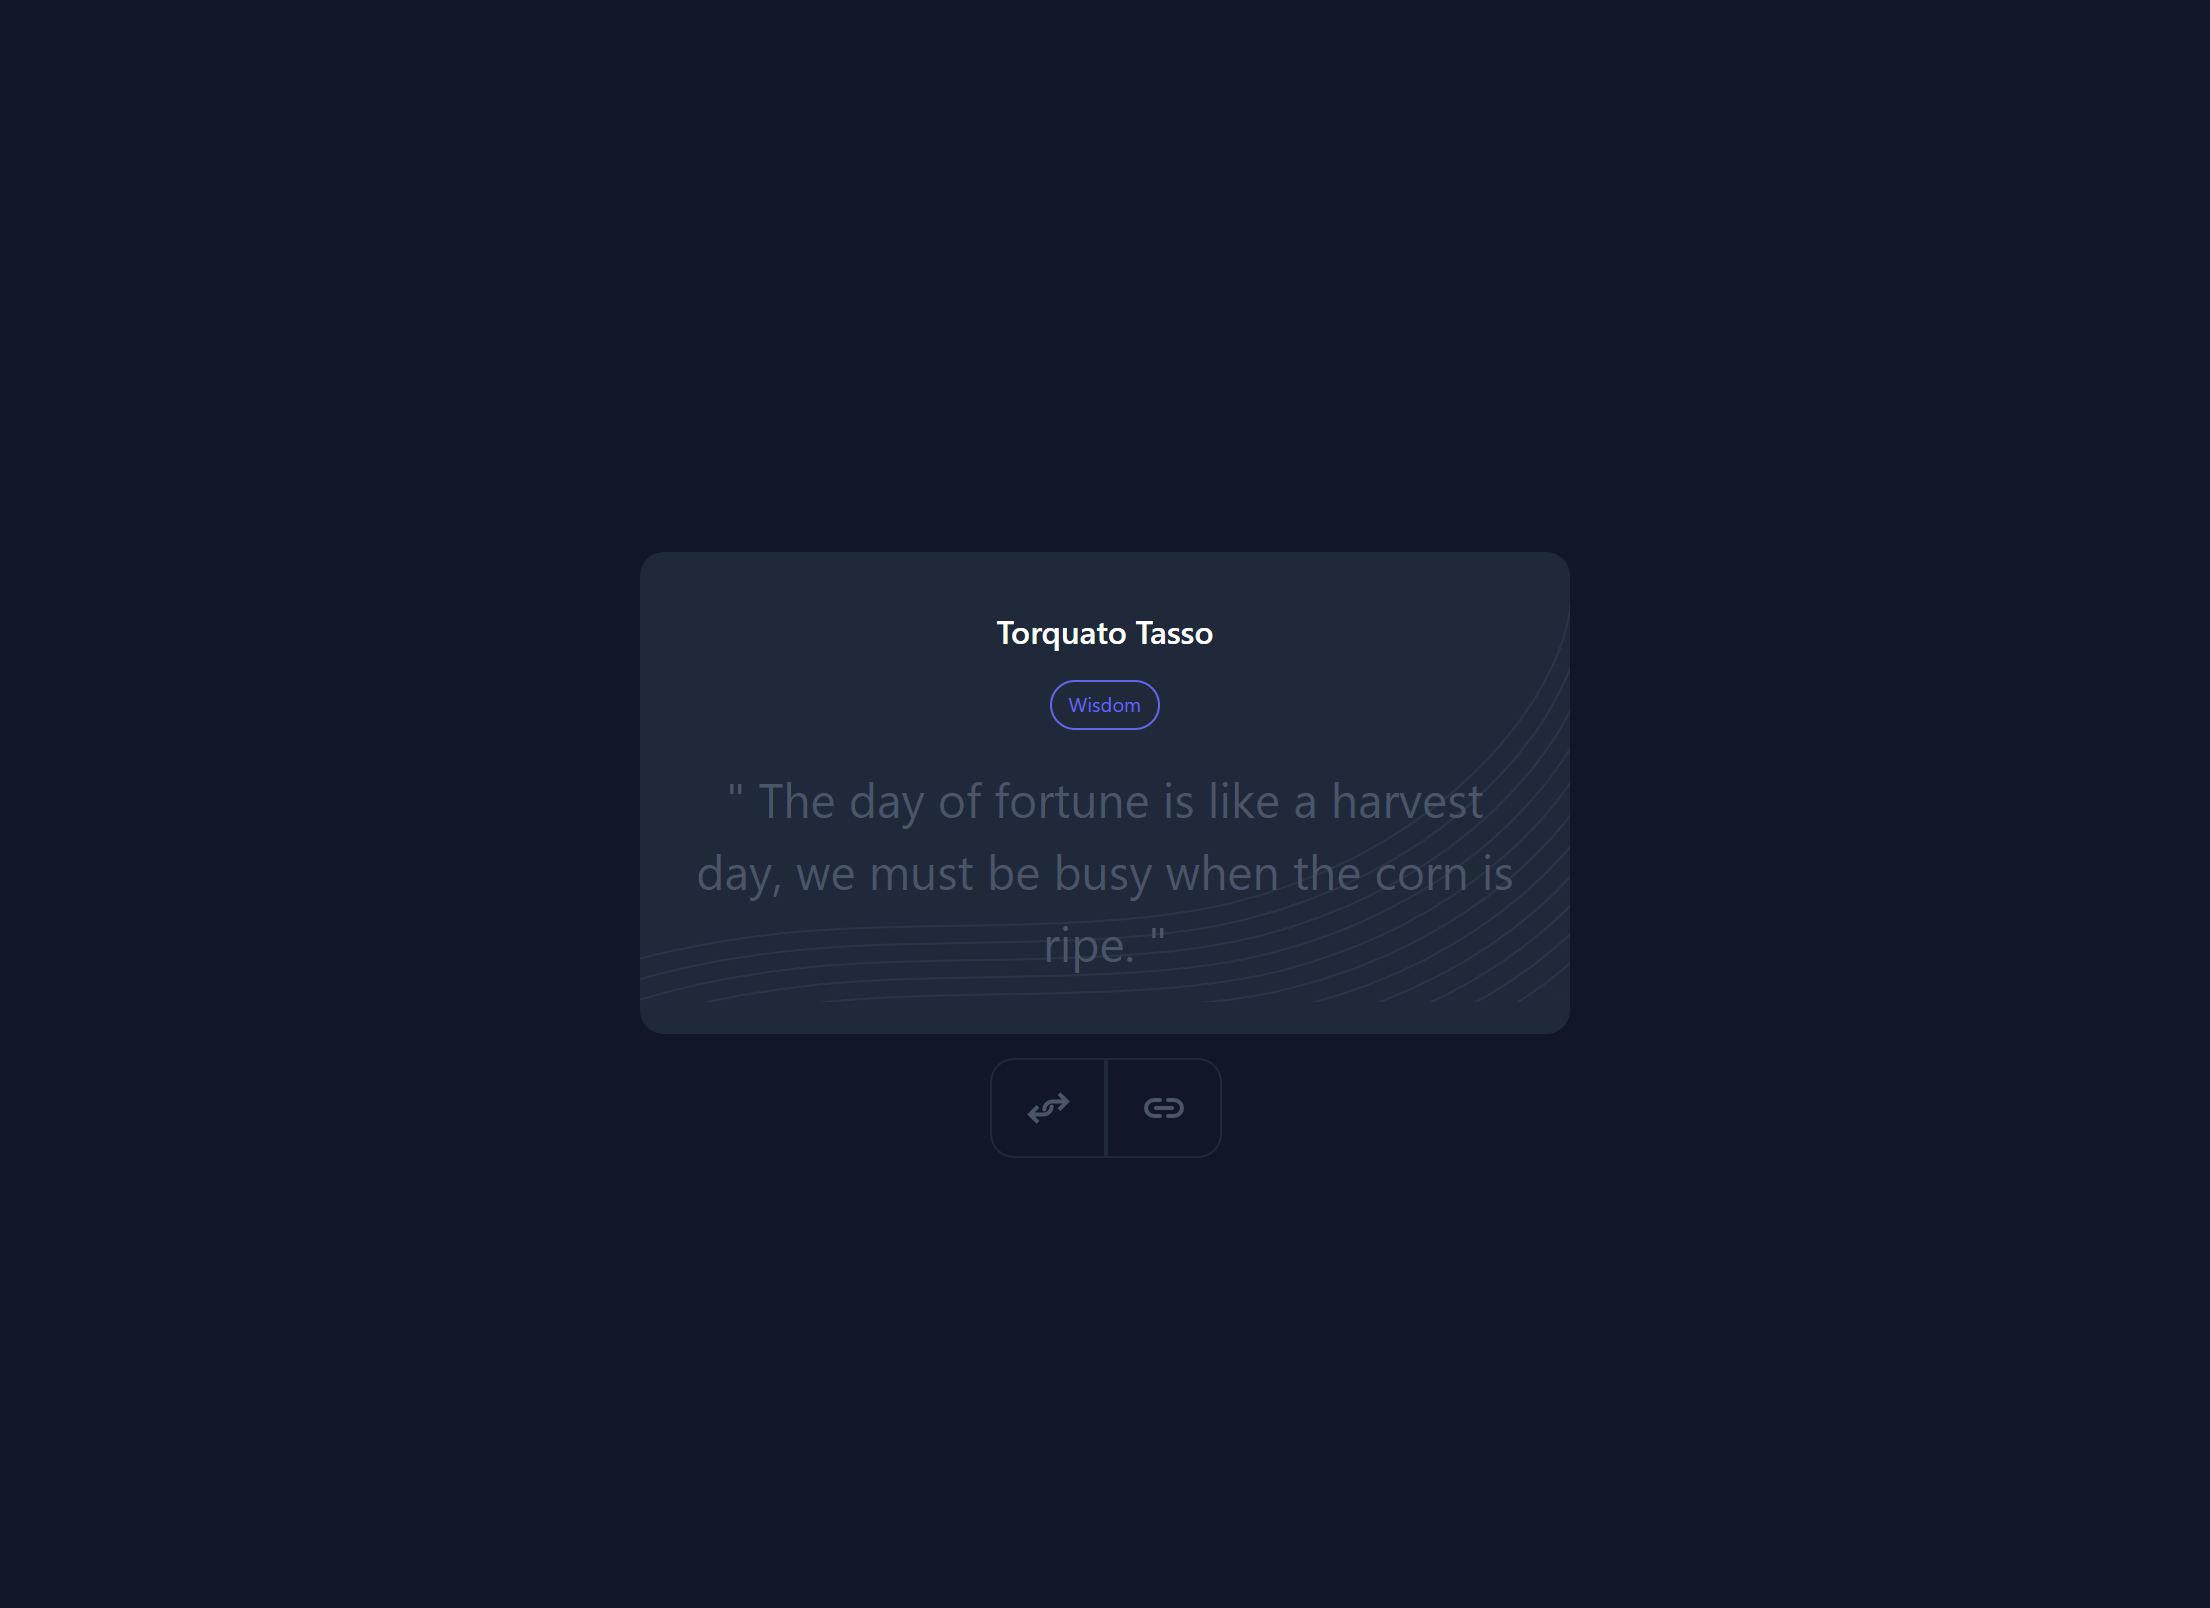 Torquato Tasso
Wisdom
" The day of fortune is like a harvest
day, we must be busy when the corn is
ripe. "